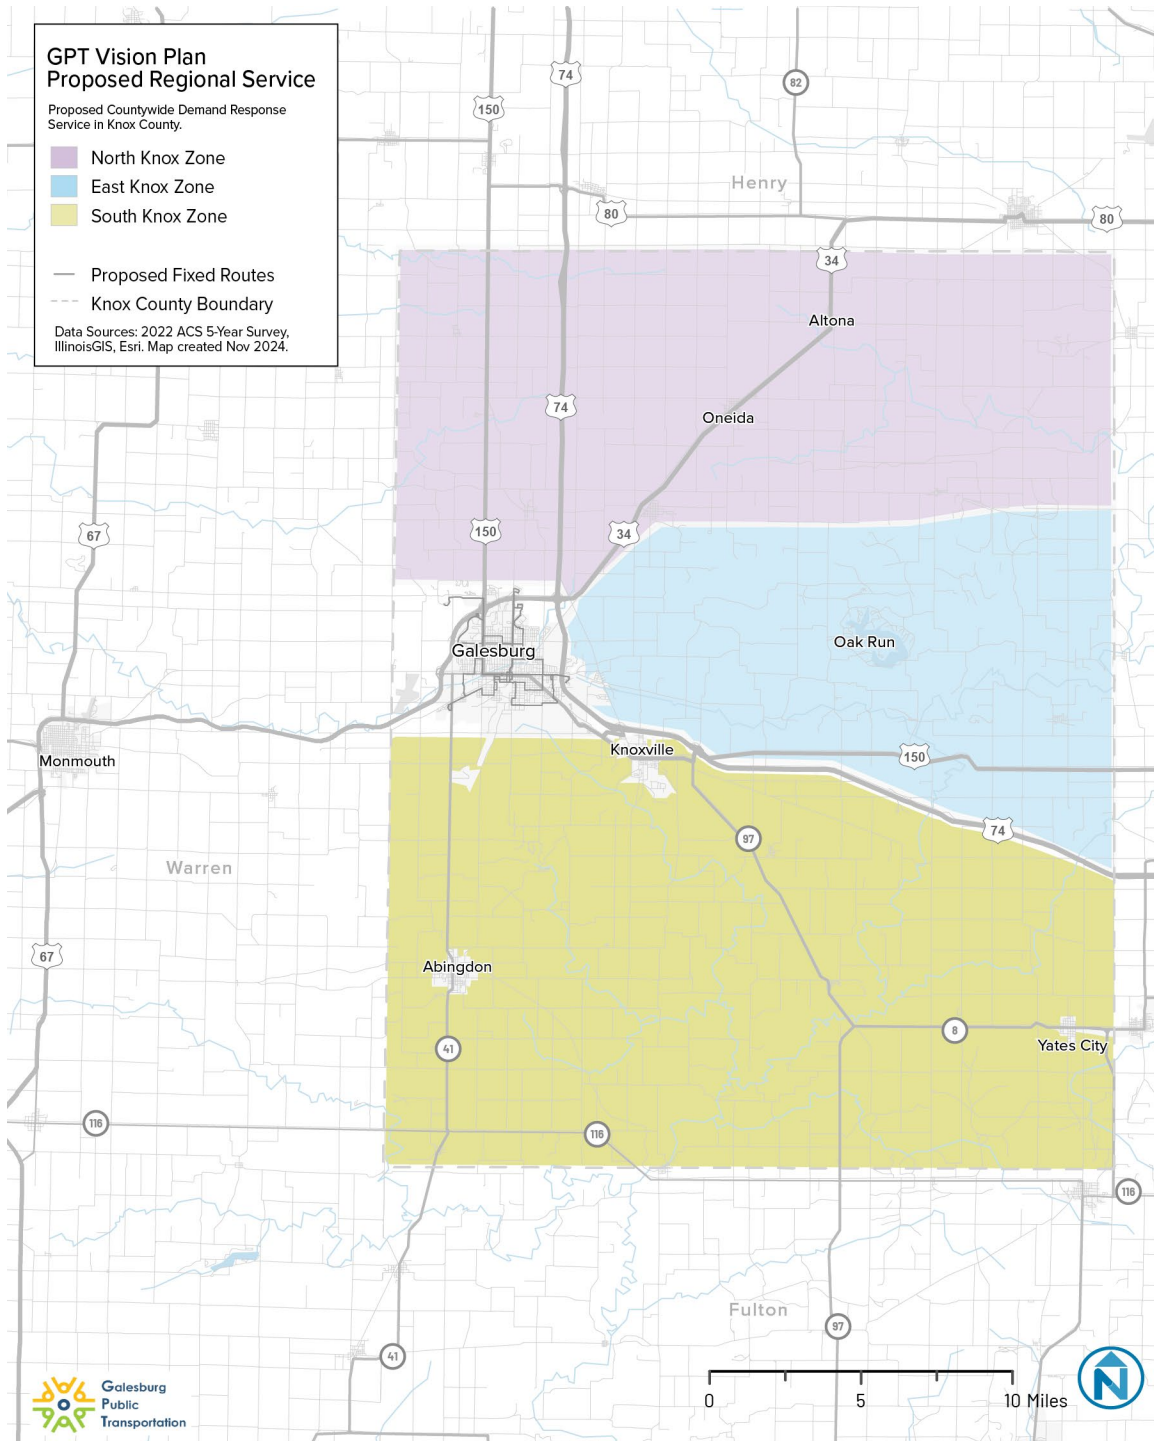 GPT Vision Plan
Proposed Regional Service
Proposed Countywide Demand Response
Service in Knox County.
North Knox Zone
East Knox Zone
South Knox Zone
Proposed Fixed Routes
Knox County Boundary
Data Sources: 2022 ACS 5-Year Survey,
IllinoisGIS, Esri. Map created Nov 2024.
74
82
150
Henry
80
80
34
Altona
74
Oneida
67
150
34
Galesburg
Oak Run
Knoxville
150
Monmouth
74
97
Warren
67
Abingdon
8
Yates City
41
116
116
116
Fulton
97
41
0
5
10 Miles
N
Galesburg
Public
Transportation